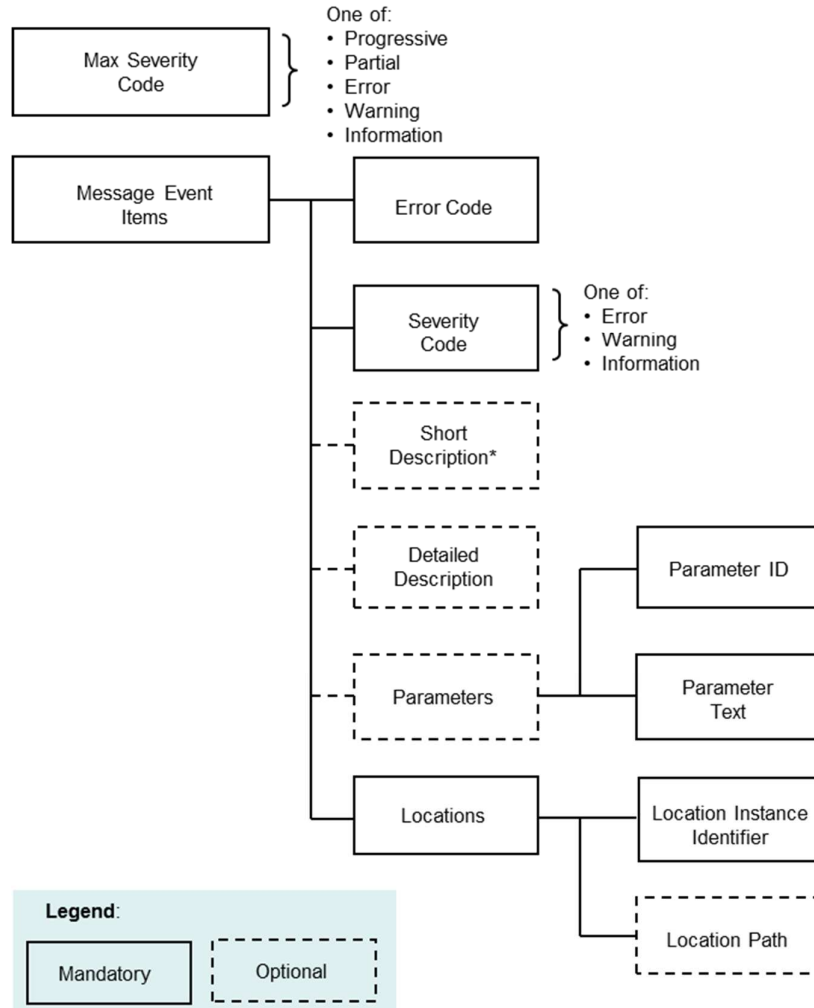 One of:
• Progressive
• Partial
• Error
• Warning
• Information
Max Severity
Code
Message Event
Items
Error Code
Severity
Code
One of:
• Error
• Warning
• Information
Short
Description*
Detailed
Description
Parameters
Parameter ID
Parameter
Text
Locations
Location Instance
Identifier
Location Path
Legend:
Mandatory
Optional